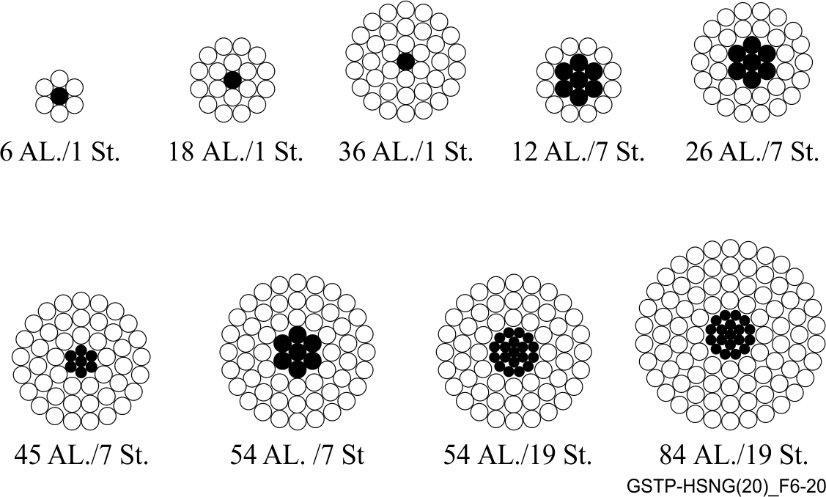 6 AL./1 St.
18 AL./1 St.
36 AL./1 St.
12 AL./7 St.
26 AL./7 St.
45 AL./7 St.
54 AL. /7 St
54 AL./19 St.
84 AL./19 St.
GSTP-HSNG(20)_F6-20